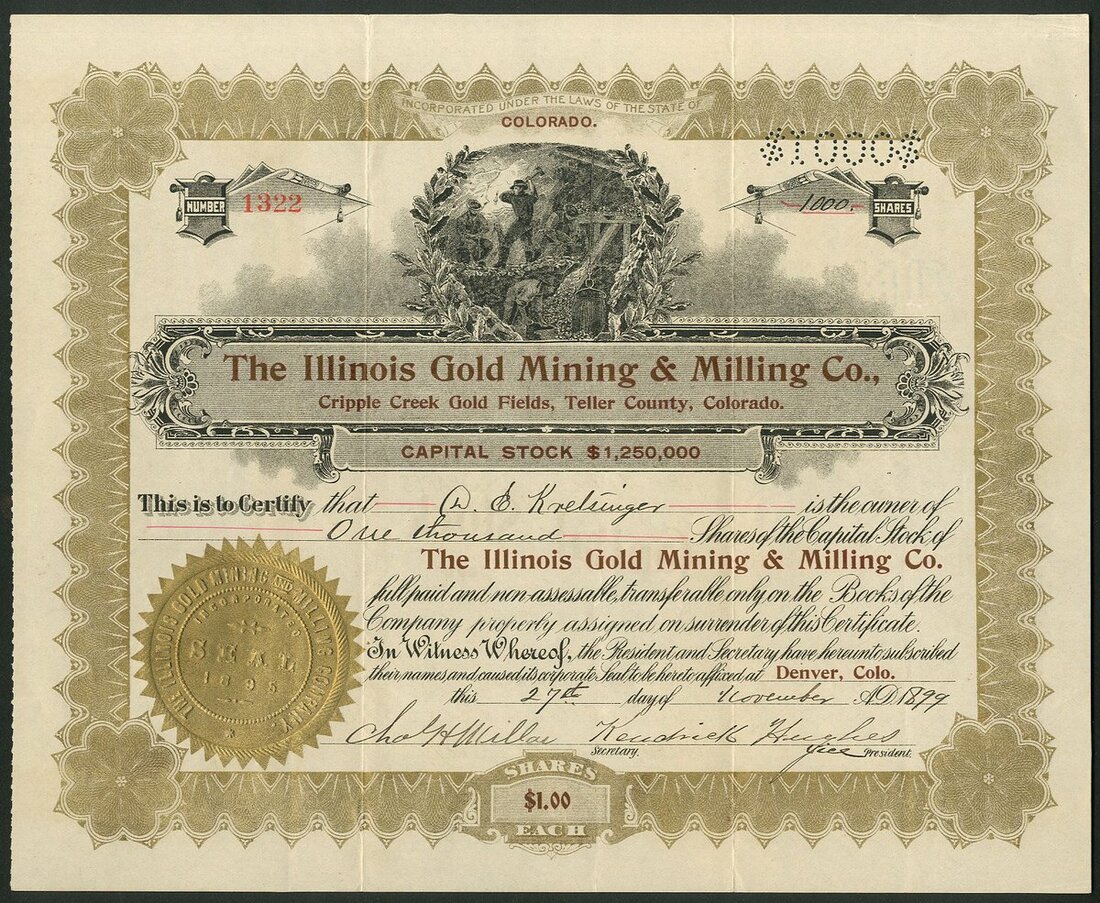 INCORPORATED UNDER THE LAWS OF THE STATE OF
COLORADO.
$1000$
NUMBER 1322
1000. SHARES
The Illinois Gold Mining & Milling Co.,
Cripple Creek Gold Fields, Teller County, Colorado.
CAPITAL STOCK $1,250,000
This is to Certify that D. E. Kretsinger is the owner of
One thousand Shares of the Capital Stock of
The Illinois Gold Mining & Milling Co.
full paid and non-assessable, transferable only on the Books of the
Company properly assigned on surrender of this Certificate.
In Witness Whereof, the President and Secretary have hereunto subscribed
their names and caused its corporate Seal to be hereto affixed at Denver, Colo.
this 27th day of November A.D. 1899
Chas H Millar Kendrick Hughes
Secretary. Vice President.
THE ILLINOIS GOLD MINING AND MILLING COMPANY
INCORPORATED
SEAL
1895
SHARES
$1.00
EACH